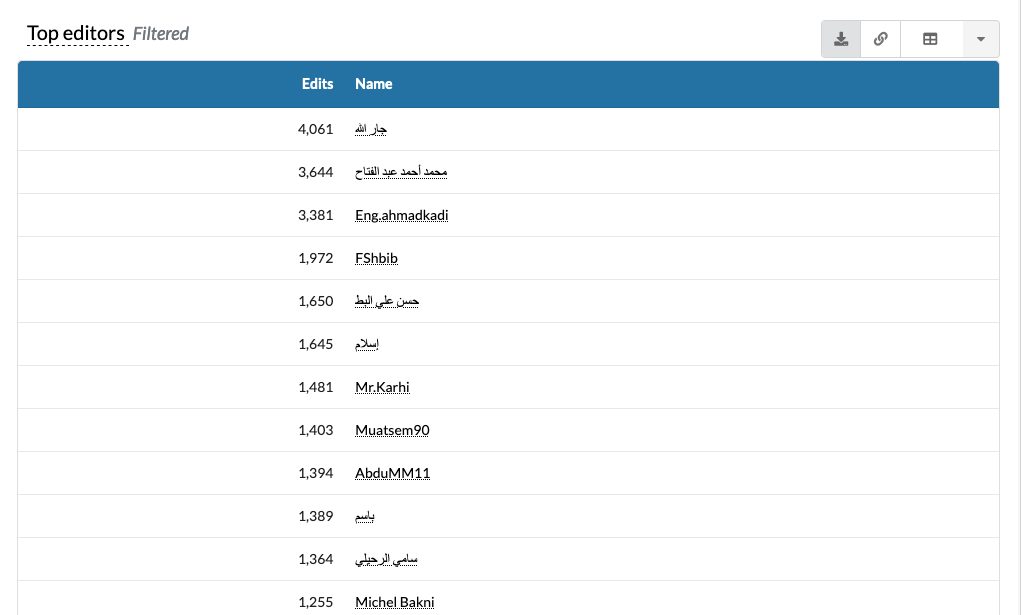 Top editors Filtered
Edits Name
4,061 جار الله
3,644 محمد أحمد عبد الفتاح
3,381 Eng.ahmadkadi
1,972 FShbib
1,650 حسن علي البط
1,645 إسلام
1,481 Mr.Karhi
1,403 Muatsem90
1,394 AbduMM11
1,389 باسم
1,364 سامي الرحيلي
1,255 Michel Bakni